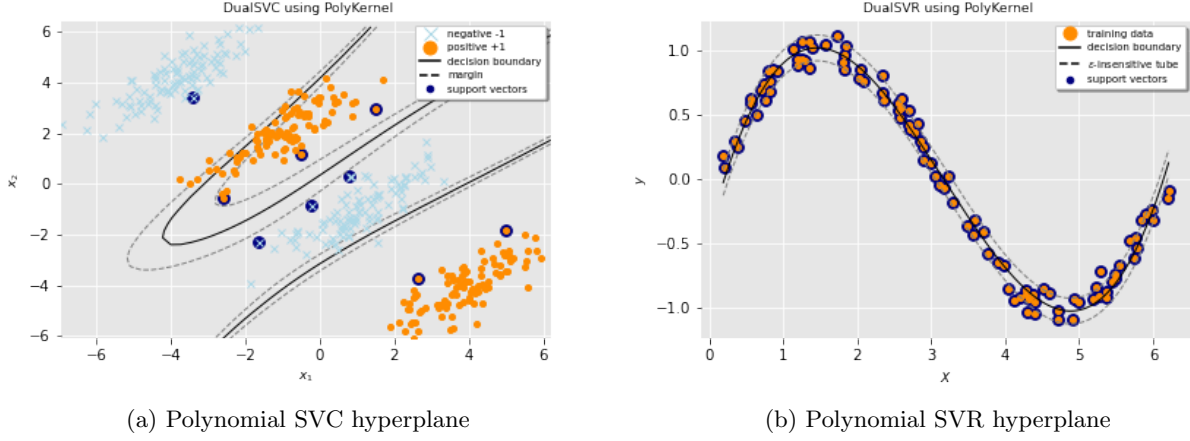 DualSVC using PolyKernel
negative -1
positive +1
decision boundary
margin
support vectors
6
4
2
0
−2
−4
−6
x₂
−6
−4
−2
0
2
4
6
x₁
(a) Polynomial SVC hyperplane
DualSVR using PolyKernel
training data
decision boundary
ε-insensitive tube
support vectors
1.0
0.5
0.0
−0.5
−1.0
y
0
1
2
3
4
5
6
X
(b) Polynomial SVR hyperplane